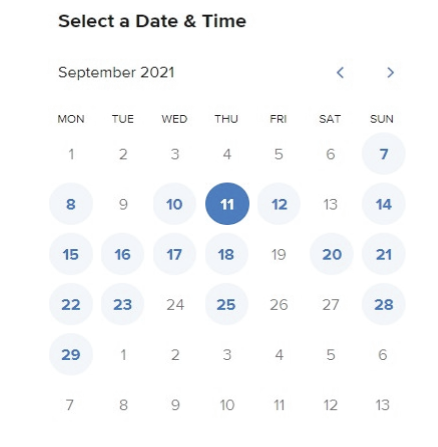 Select a Date & Time
September 2021 < >
MON TUE WED THU FRI SAT SUN
1 2 3 4 5 6 7
8 9 10 11 12 13 14
15 16 17 18 19 20 21
22 23 24 25 26 27 28
29 1 2 3 4 5 6
7 8 9 10 11 12 13